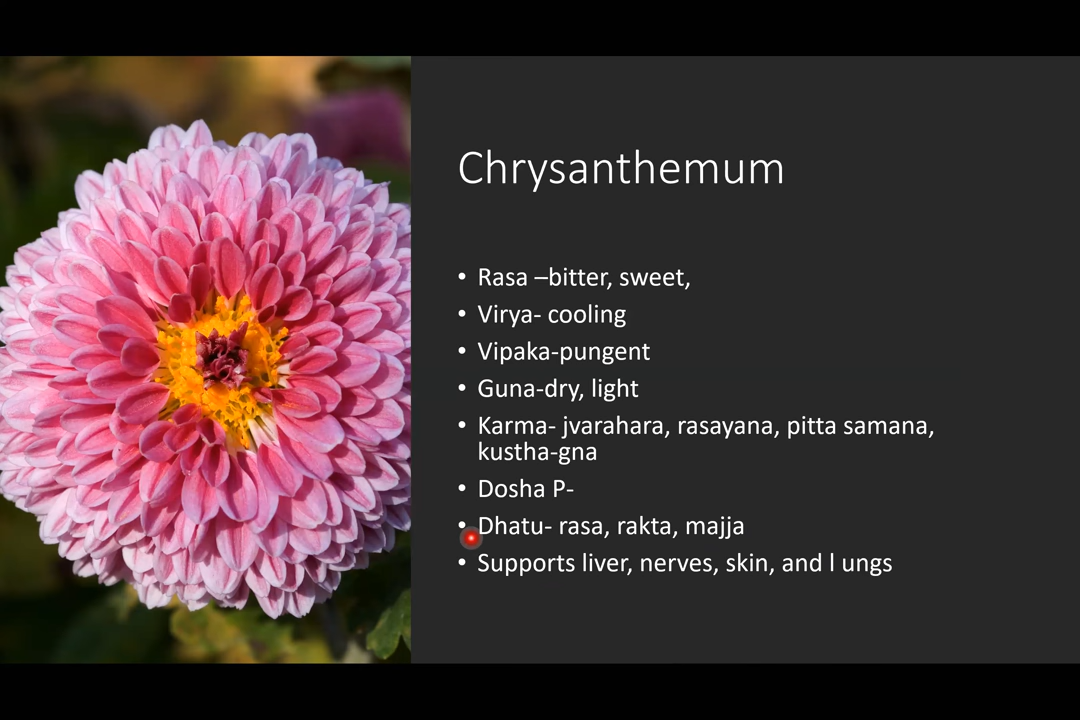 Chrysanthemum
• Rasa –bitter, sweet,
• Virya- cooling
• Vipaka-pungent
• Guna-dry, light
• Karma- jvarahara, rasayana, pitta samana,
kustha-gna
• Dosha P-
• Dhatu- rasa, rakta, majja
• Supports liver, nerves, skin, and l ungs